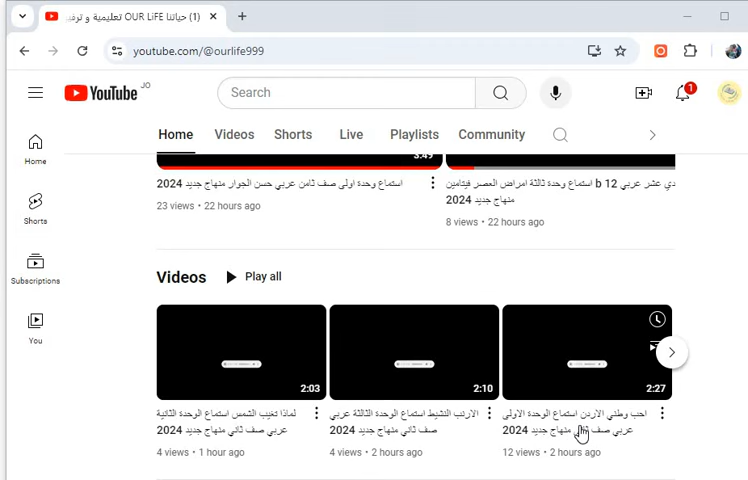 (1) حياتنا OUR LiFE تعليمية و ترف
youtube.com/@ourlife999
YouTube JO
Search
1
Home
Videos
Shorts
Live
Playlists
Community
Home
Shorts
Subscriptions
You
3:49
استماع وحدة اولى صف ثامن عربي حسن الجوار منهاج جديد 2024
23 views • 22 hours ago
دي عشر عربي b 12 استماع وحدة ثالثة امراض العصر فيتامين
منهاج جديد 2024
8 views • 22 hours ago
Videos
Play all
2:03
لماذا تغيب الشمس استماع الوحدة الثانية
عربي صف ثاني منهاج جديد 2024
4 views • 1 hour ago
2:10
الارنب النشيط استماع الوحدة الثالثة عربي
صف ثاني منهاج جديد 2024
4 views • 2 hours ago
2:27
احب وطني الاردن استماع الوحدة الاولى
عربي صف ثاني منهاج جديد 2024
12 views • 2 hours ago